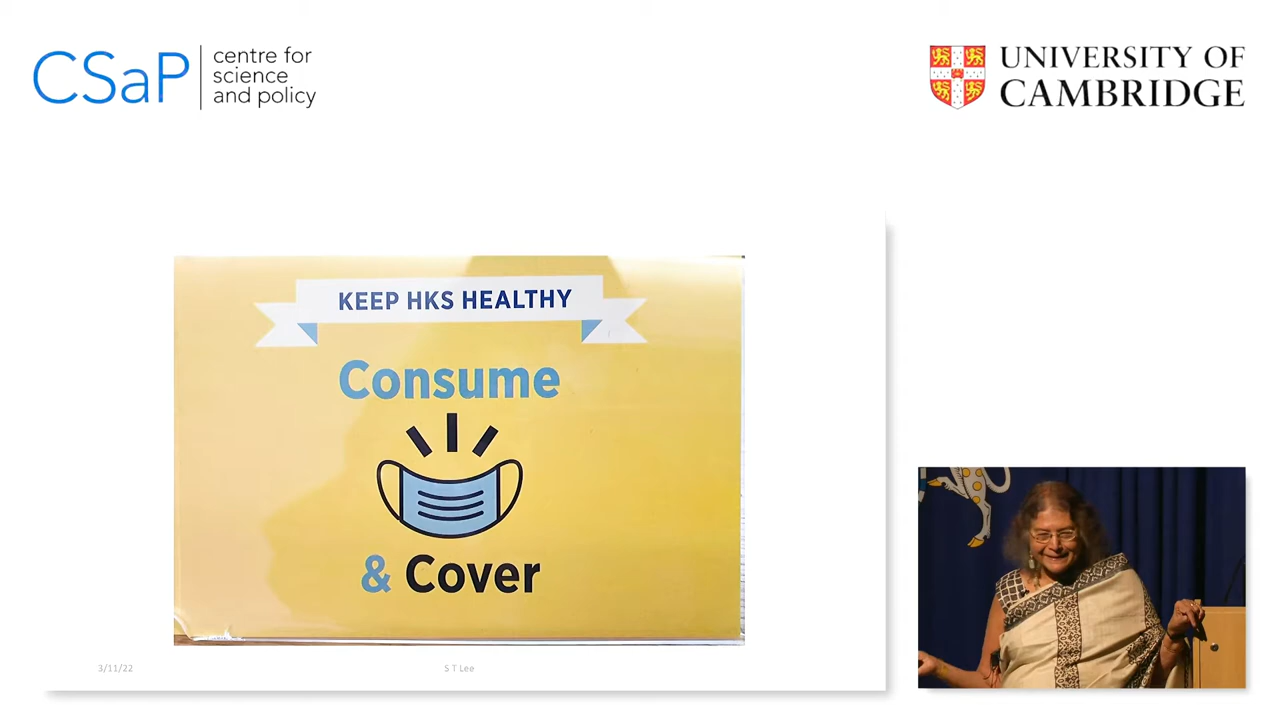 CSaP
centre for
science
and policy
UNIVERSITY OF
CAMBRIDGE
KEEP HKS HEALTHY
Consume
& Cover
3/11/22
S T Lee